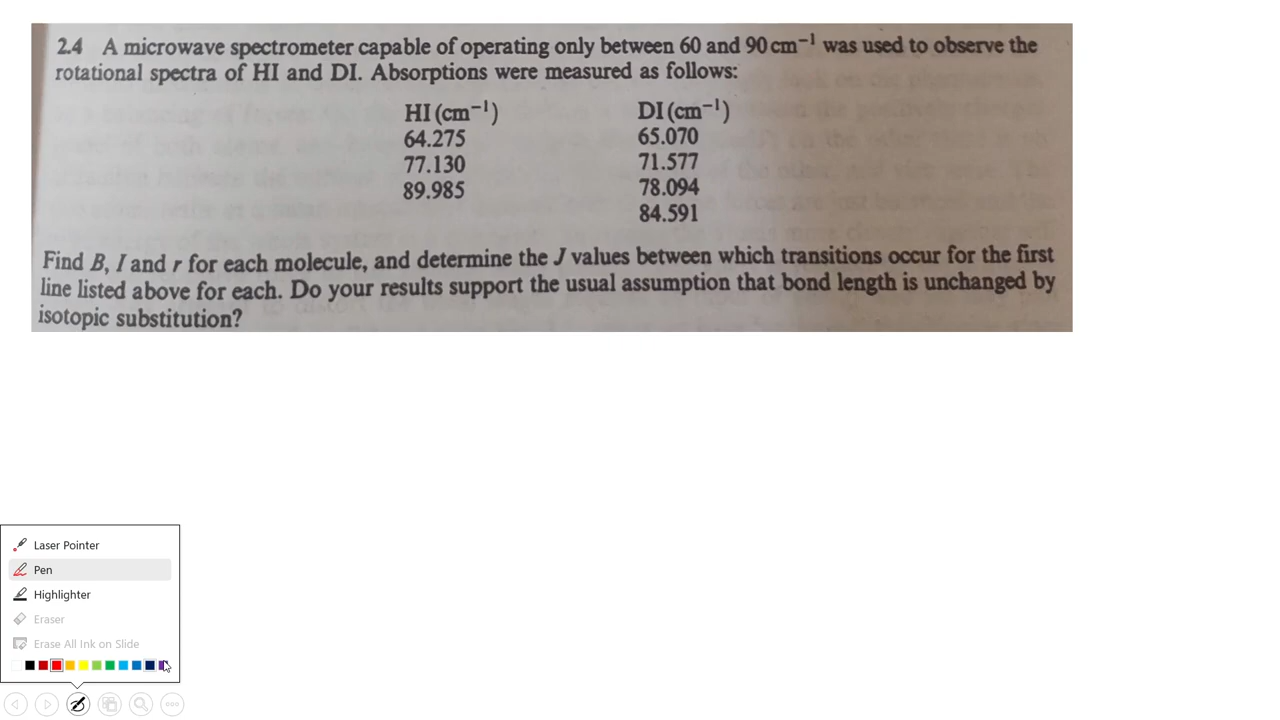 2.4 A microwave spectrometer capable of operating only between 60 and 90 cm⁻¹ was used to observe the
rotational spectra of HI and DI. Absorptions were measured as follows:
HI (cm⁻¹) DI (cm⁻¹)
64.275 65.070
77.130 71.577
89.985 78.094
84.591
Find B, I and r for each molecule, and determine the J values between which transitions occur for the first
line listed above for each. Do your results support the usual assumption that bond length is unchanged by
isotopic substitution?
Laser Pointer
Pen
Highlighter
Eraser
Erase All Ink on Slide